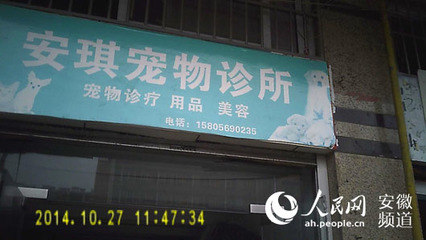 安琪宠物诊所
宠物诊疗 用品 美容
电话：15805690235
2014.10.27 11:47:34
人民网 安徽频道
ah.people.cn